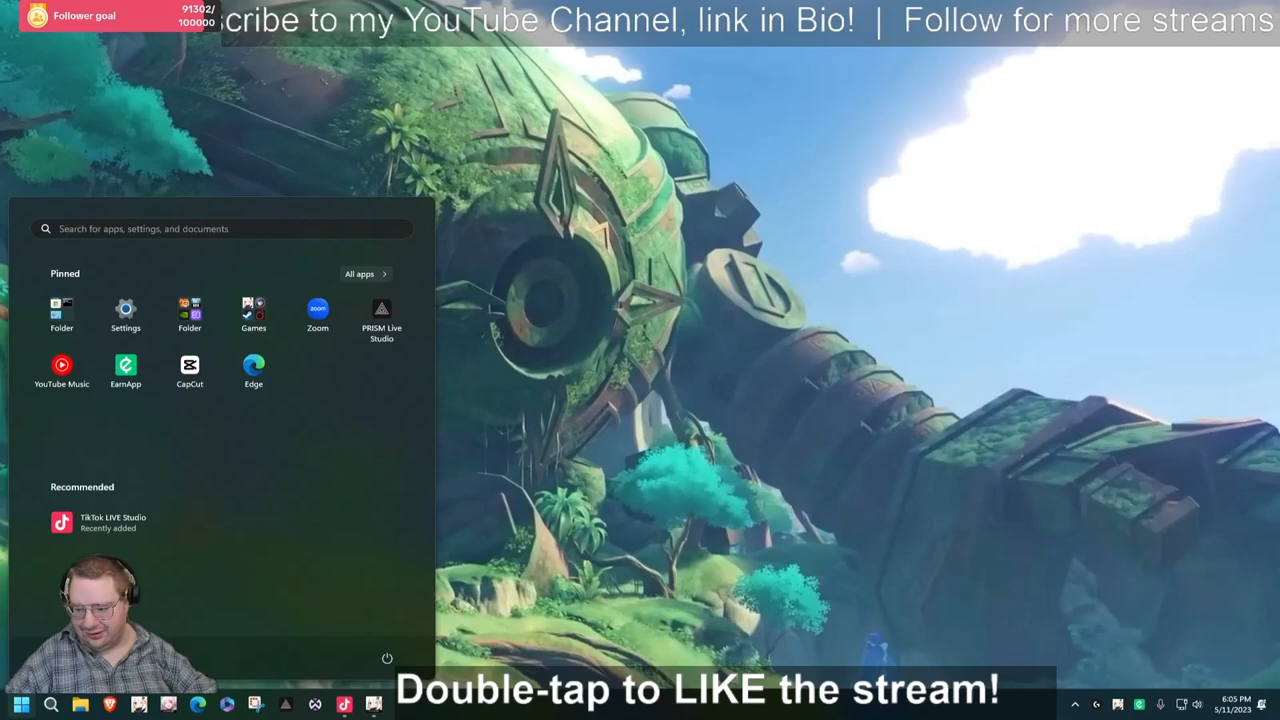 Follower goal
91302/
100000
scribe to my YouTube Channel, link in Bio! | Follow for more streams
Search for apps, settings, and documents
Pinned
All apps
Folder
Settings
Folder
Games
Zoom
PRISM Live
Studio
zoom
YouTube Music
EarnApp
CapCut
Edge
Recommended
TikTok LIVE Studio
Recently added
Double-tap to LIKE the stream!
6:05 PM
5/11/2023